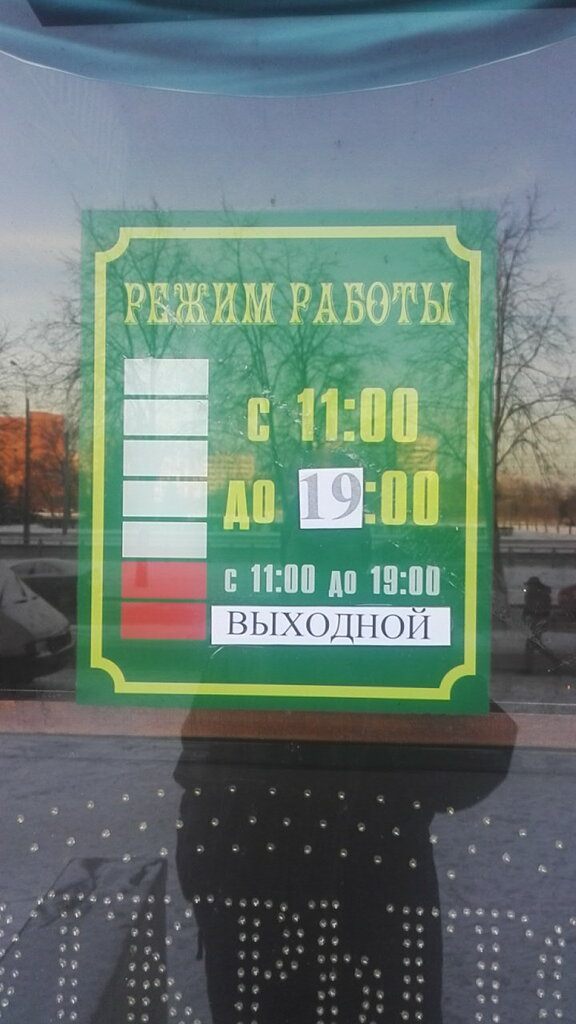 РЕЖИМ РАБОТЫ
с 11:00
до 19:00
с 11:00 до 19:00
ВЫХОДНОЙ